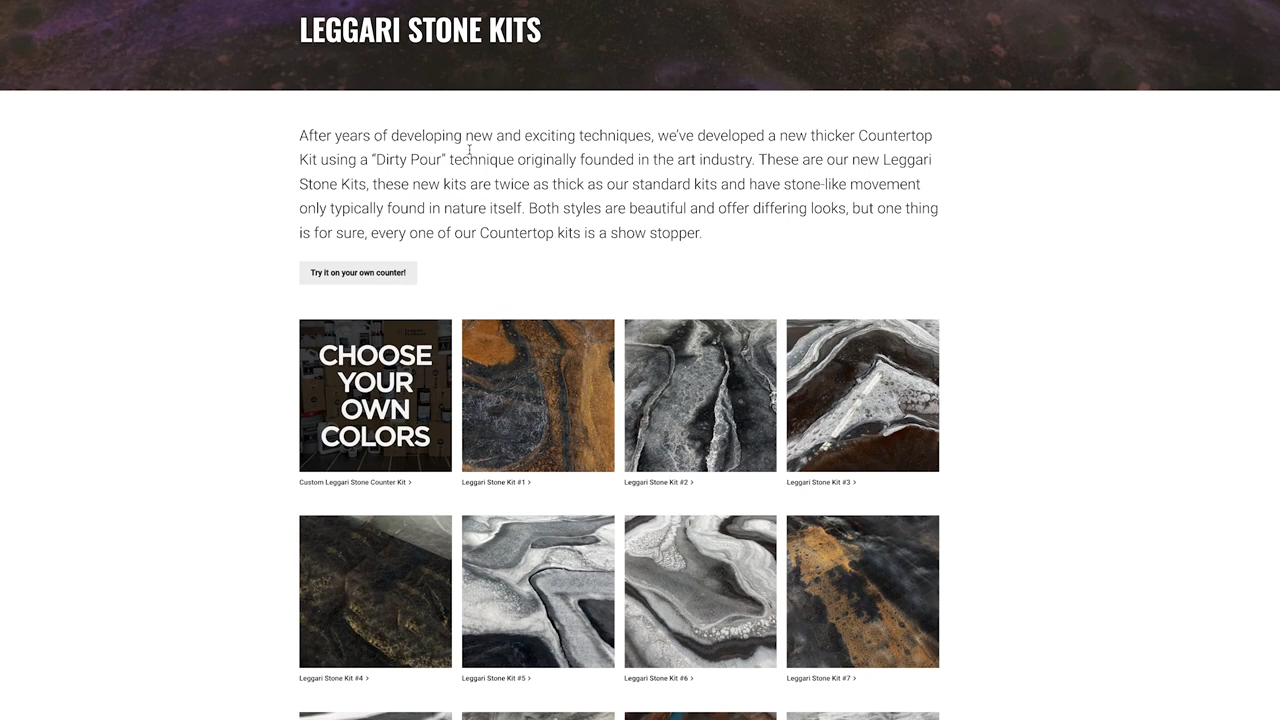 LEGGARI STONE KITS
After years of developing new and exciting techniques, we've developed a new thicker Countertop
Kit using a “Dirty Pour” technique originally founded in the art industry. These are our new Leggari
Stone Kits, these new kits are twice as thick as our standard kits and have stone-like movement
only typically found in nature itself. Both styles are beautiful and offer differing looks, but one thing
is for sure, every one of our Countertop kits is a show stopper.
Try it on your own counter!
CHOOSE
YOUR
OWN
COLORS
Custom Leggari Stone Counter Kit >
Leggari Stone Kit #1 >
Leggari Stone Kit #2 >
Leggari Stone Kit #3 >
Leggari Stone Kit #4 >
Leggari Stone Kit #5 >
Leggari Stone Kit #6 >
Leggari Stone Kit #7 >